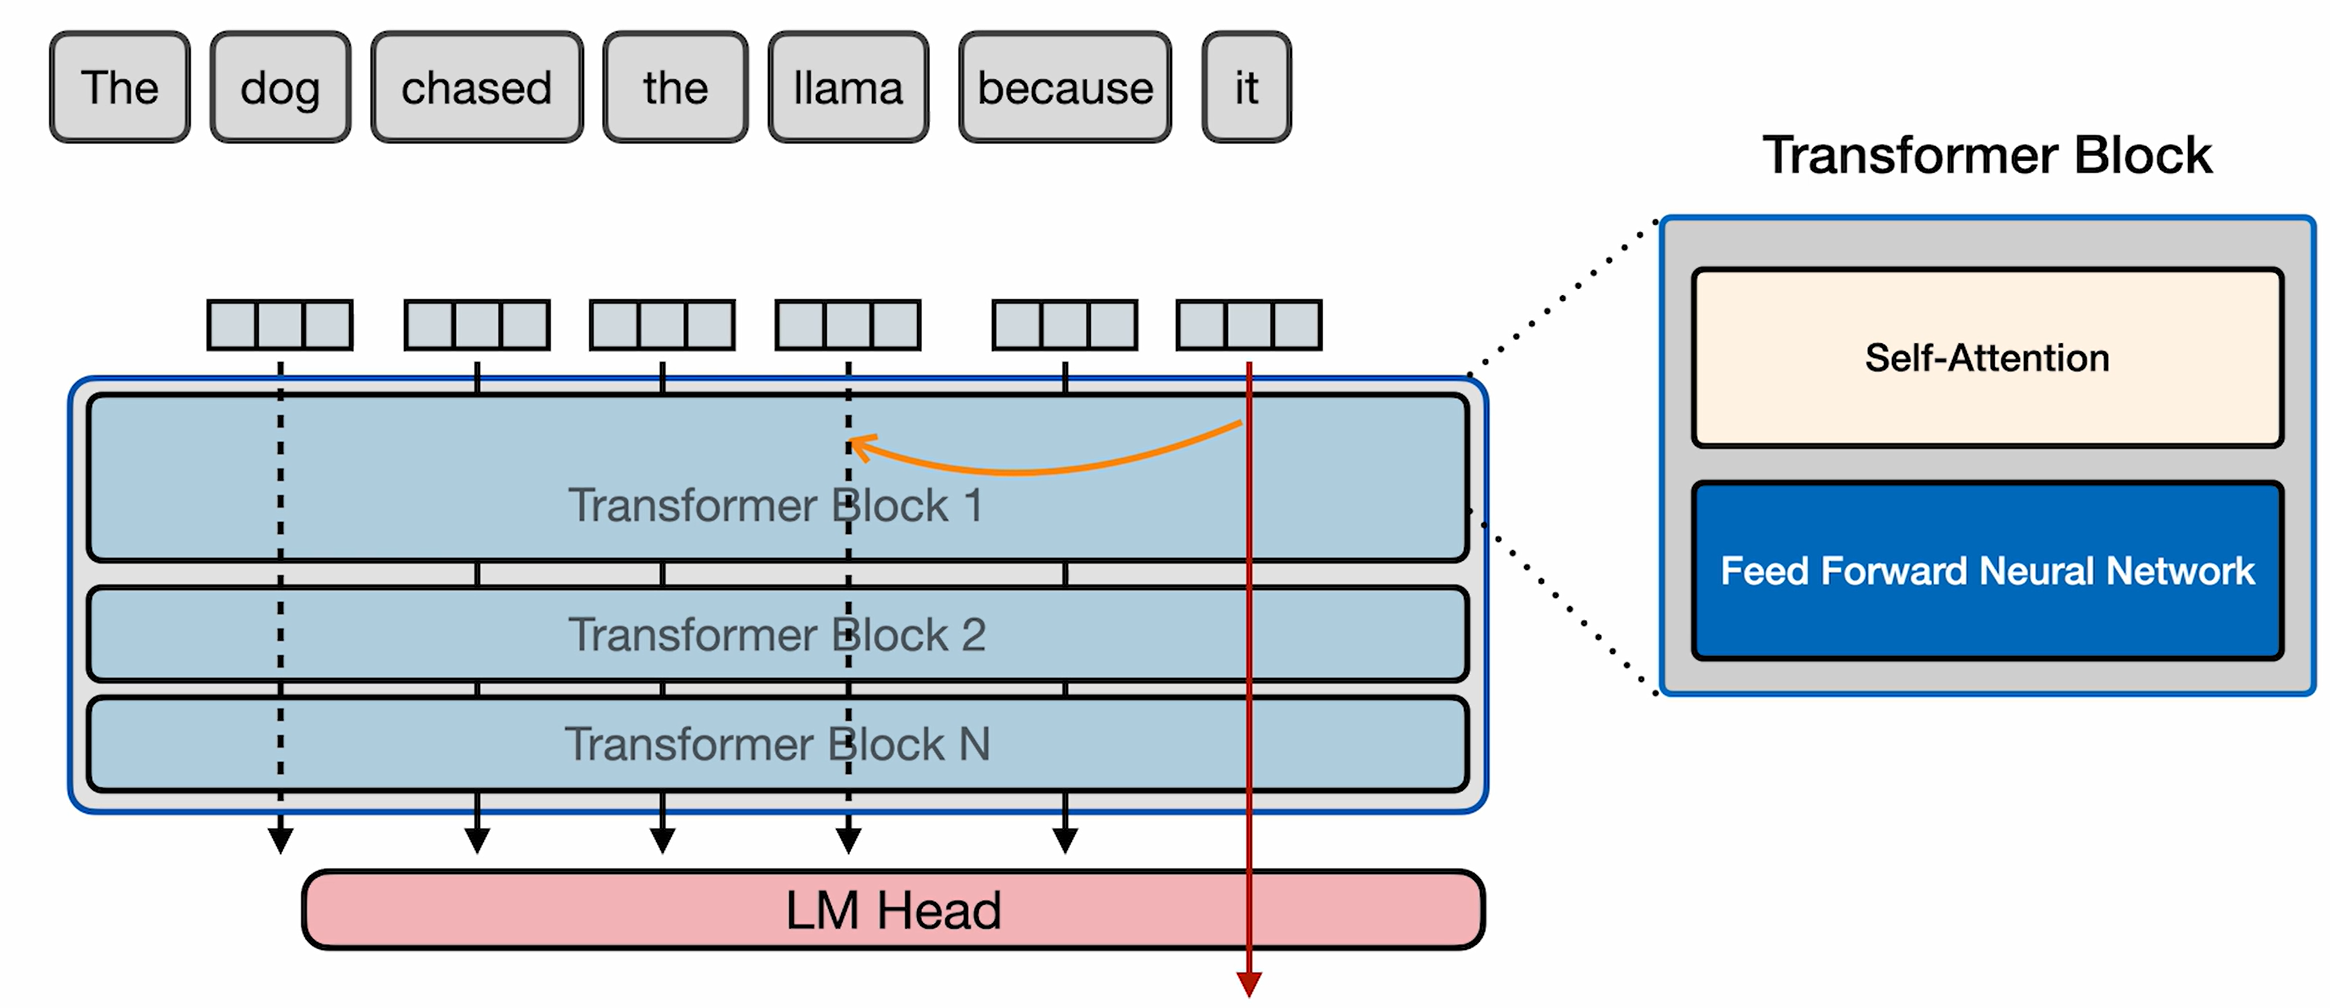 The dog chased the llama because it
Transformer Block
Self-Attention
Feed Forward Neural Network
Transformer Block 1
Transformer Block 2
Transformer Block N
LM Head